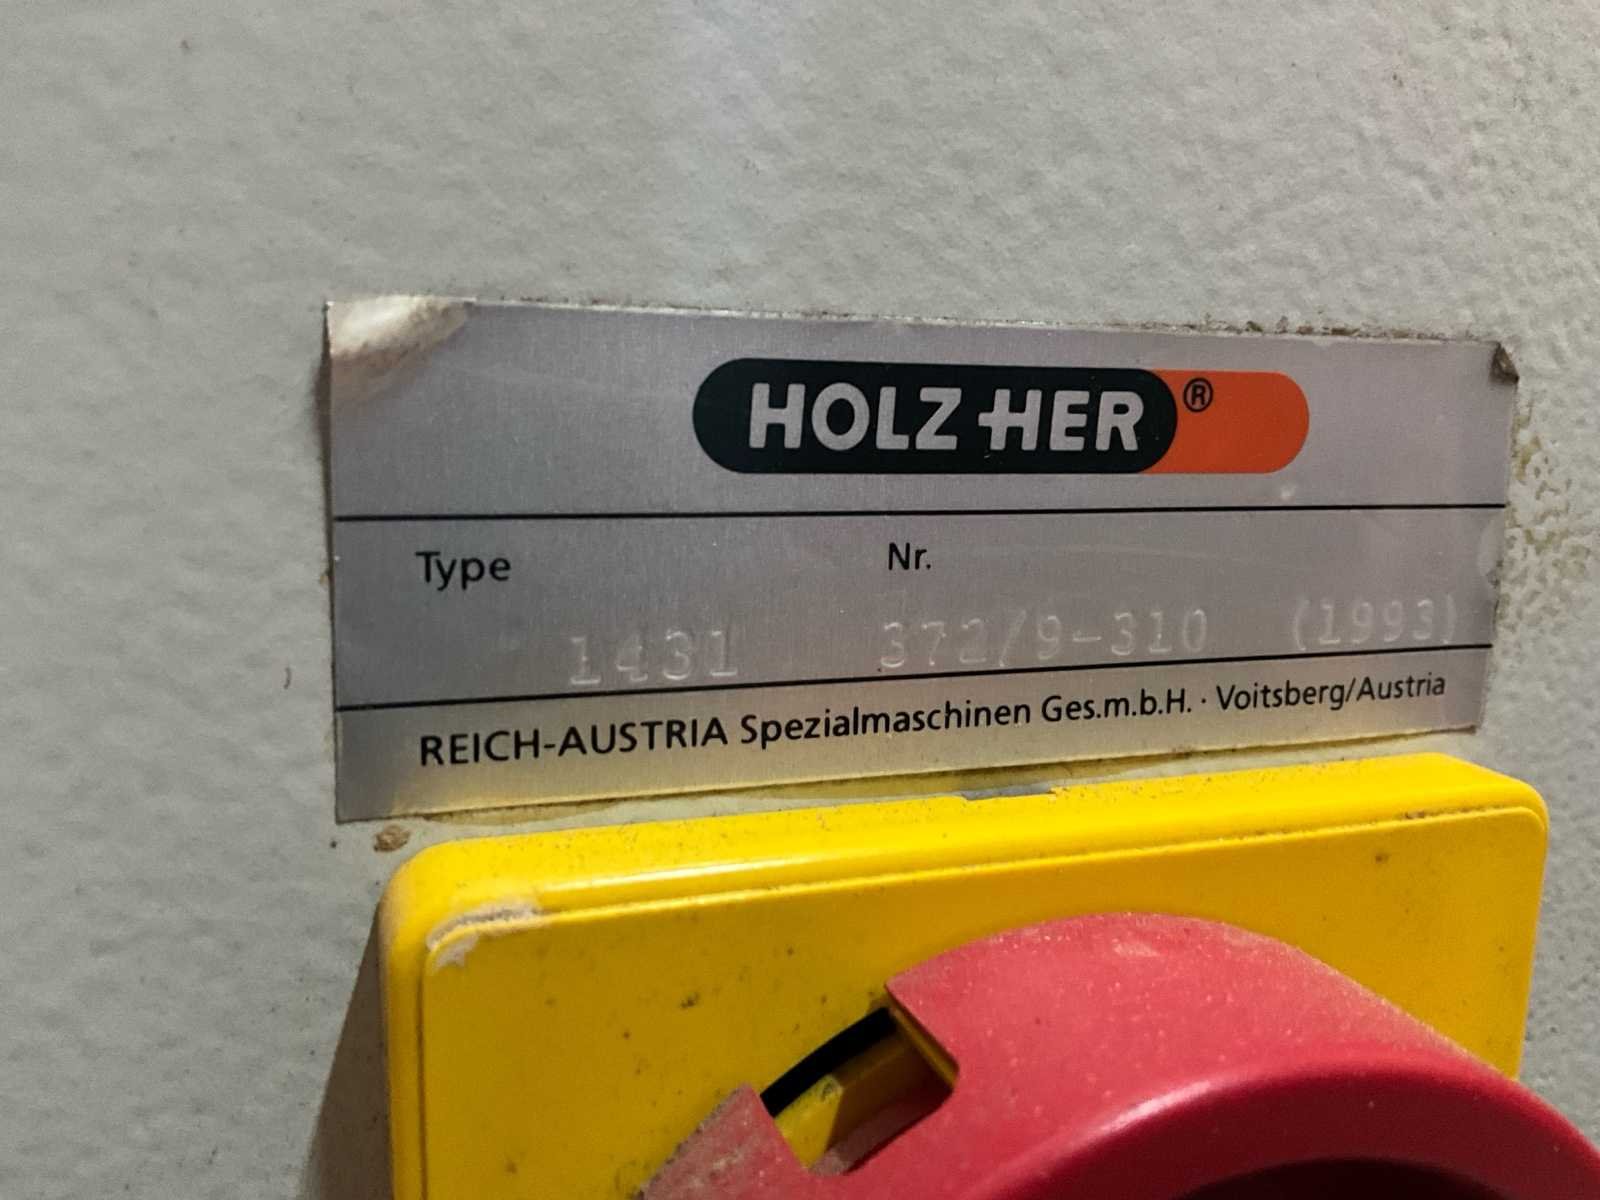 HOLZ-HER®
Type Nr.
1431 372/9-310 (1993)
REICH-AUSTRIA Spezialmaschinen Ges.m.b.H. · Voitsberg/Austria